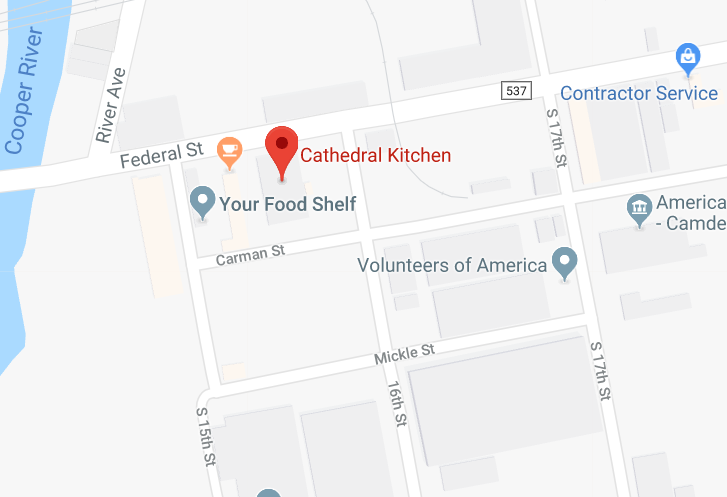 Cooper River
River Ave
537
Contractor Service
Federal St
Cathedral Kitchen
S 17th St
Your Food Shelf
America
- Camde
Carman St
Volunteers of America
Mickle St
S 15th St
16th St
S 17th St